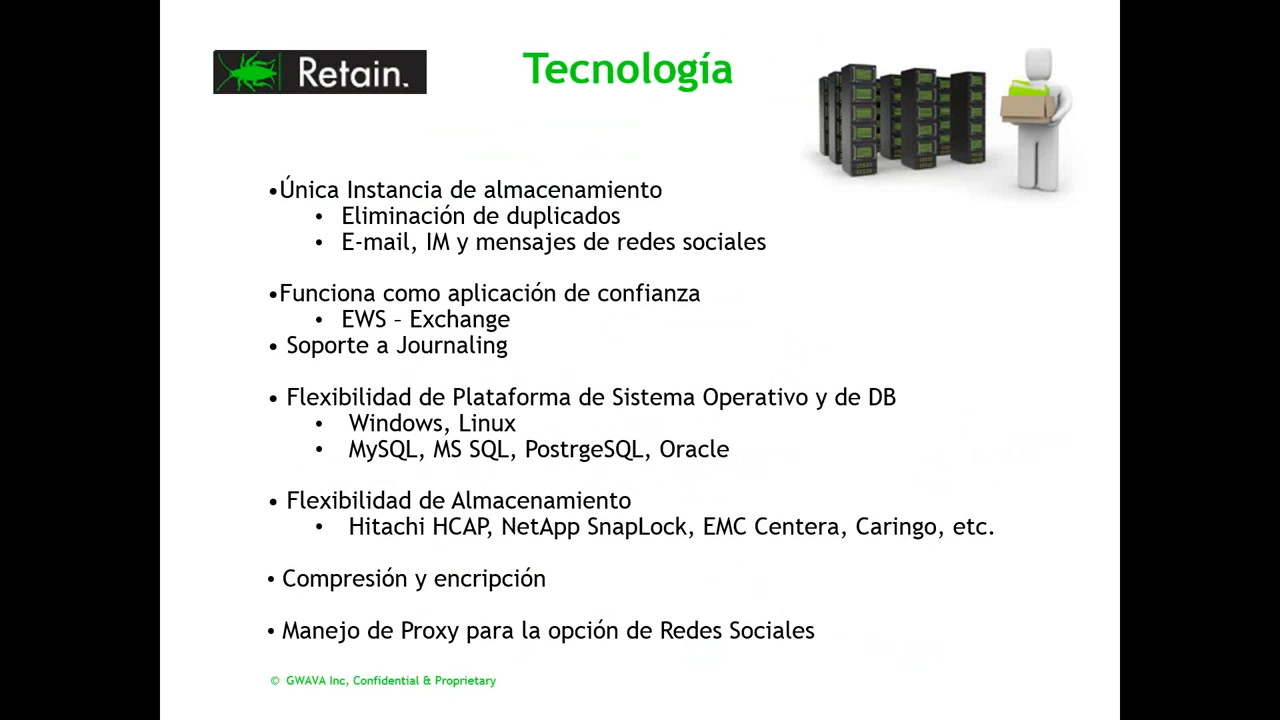 Retain.
Tecnología
•Única Instancia de almacenamiento
• Eliminación de duplicados
• E-mail, IM y mensajes de redes sociales
•Funciona como aplicación de confianza
• EWS – Exchange
• Soporte a Journaling
• Flexibilidad de Plataforma de Sistema Operativo y de DB
• Windows, Linux
• MySQL, MS SQL, PostrgeSQL, Oracle
• Flexibilidad de Almacenamiento
• Hitachi HCAP, NetApp SnapLock, EMC Centera, Caringo, etc.
• Compresión y encripción
• Manejo de Proxy para la opción de Redes Sociales
© GWAVA Inc, Confidential & Proprietary